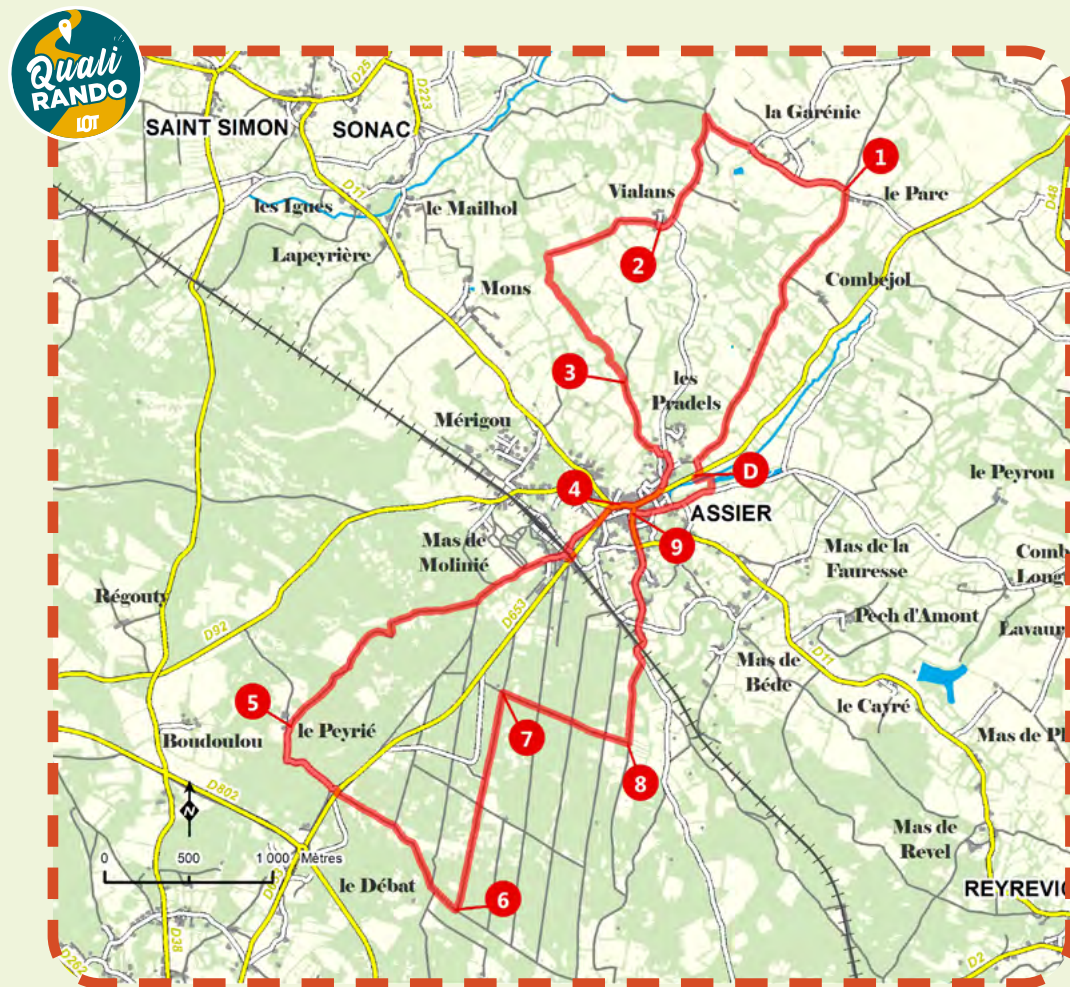 Quali
RANDO
LOT
D25
D223
SAINT SIMON
SONAC
la Garénie
1
D11
Vialans
le Parc
D48
les Igues
le Mailhol
Lapeyrière
2
Combejol
Mons
3
les
Pradels
Mérigou
D
4
le Peyrou
ASSIER
9
Mas de
Molinié
Mas de la
Fauresse
Comb
Long
Régouty
D653
Pech d'Amont
D92
Lavaur
D11
Mas de
Béde
5
le Cayré
Boudoulou
le Peyrié
7
Mas de Pl
8
D802
N
Mas de
Revel
0
500
1 000
Mètres
le Débat
6
REYREVIG
D38
D262
D2